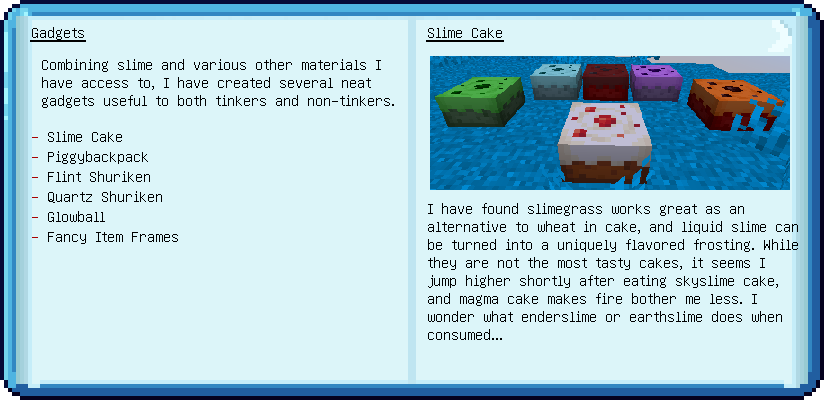 Gadgets
Combining slime and various other materials I
have access to, I have created several neat
gadgets useful to both tinkers and non-tinkers.
- Slime Cake
- Piggybackpack
- Flint Shuriken
- Quartz Shuriken
- Glowball
- Fancy Item Frames
Slime Cake
I have found slimegrass works great as an
alternative to wheat in cake, and liquid slime can
be turned into a uniquely flavored frosting. While
they are not the most tasty cakes, it seems I
jump higher shortly after eating skyslime cake,
and magma cake makes fire bother me less. I
wonder what enderslime or earthslime does when
consumed...